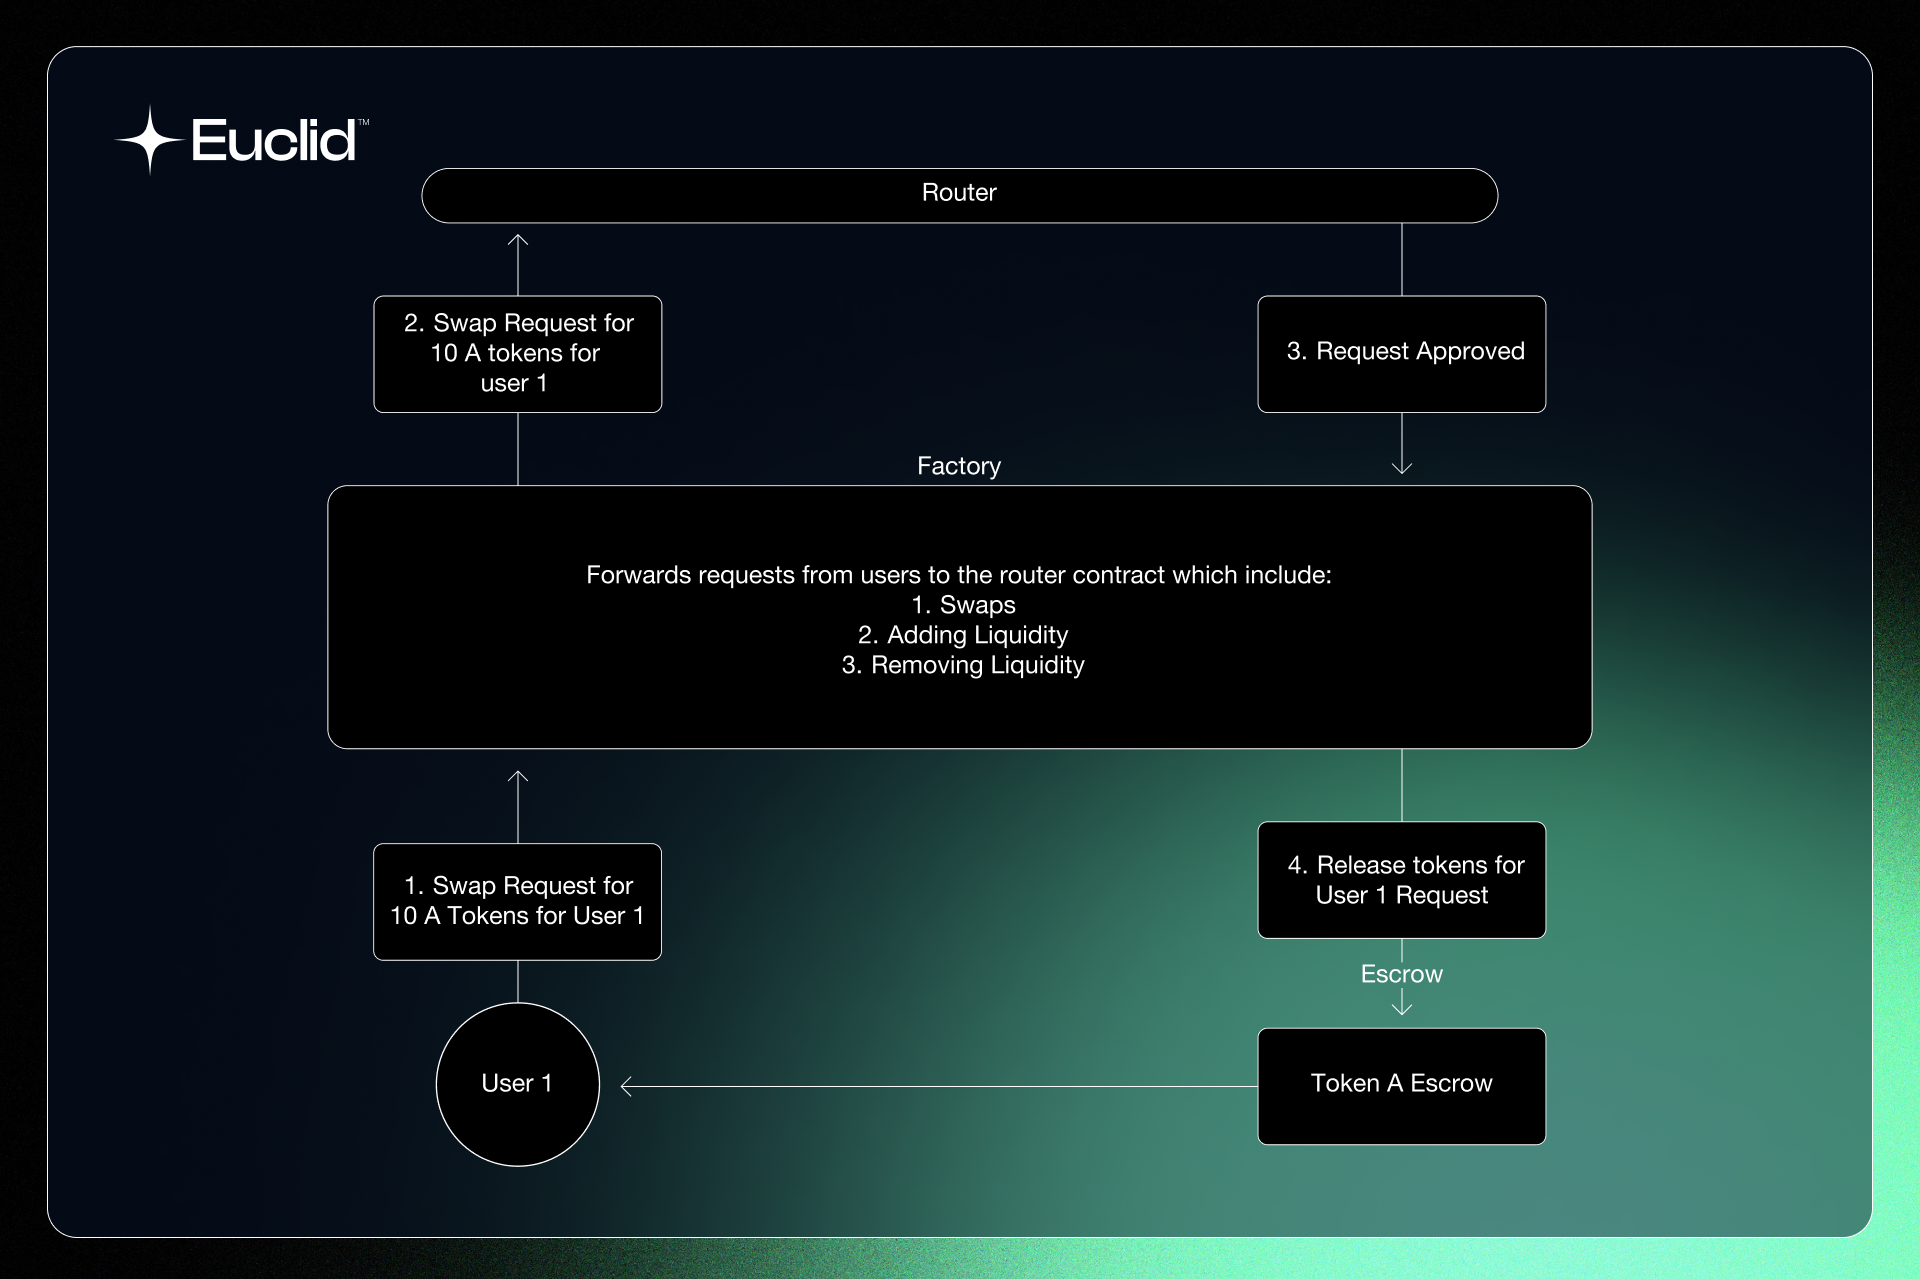 Euclid™
Router
2. Swap Request for
10 A tokens for
user 1
3. Request Approved
Factory
Forwards requests from users to the router contract which include:
1. Swaps
2. Adding Liquidity
3. Removing Liquidity
1. Swap Request for
10 A Tokens for User 1
4. Release tokens for
User 1 Request
Escrow
User 1
Token A Escrow